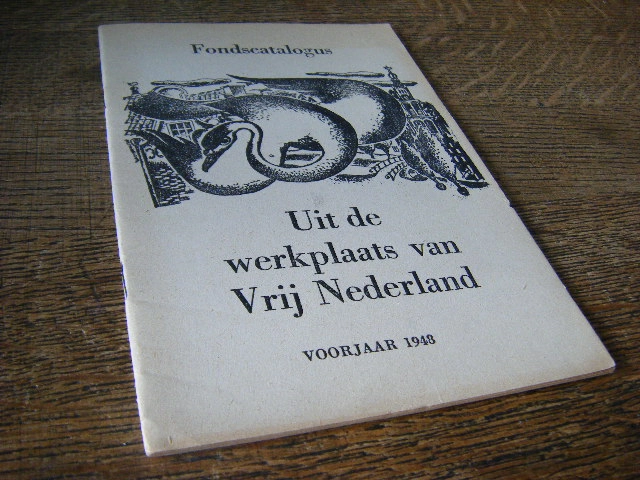 Fondscatalogus
Uit de
werkplaats van
Vrij Nederland
VOORJAAR 1948